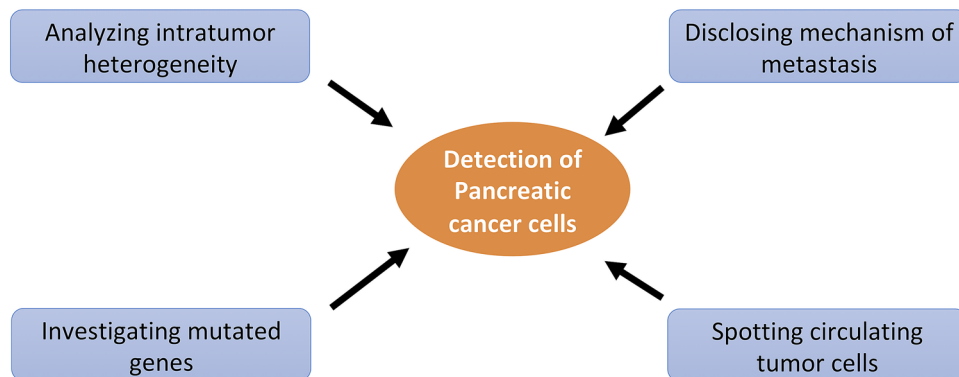 Analyzing intratumor
heterogeneity
Disclosing mechanism of
metastasis
Detection of
Pancreatic
cancer cells
Investigating mutated
genes
Spotting circulating
tumor cells